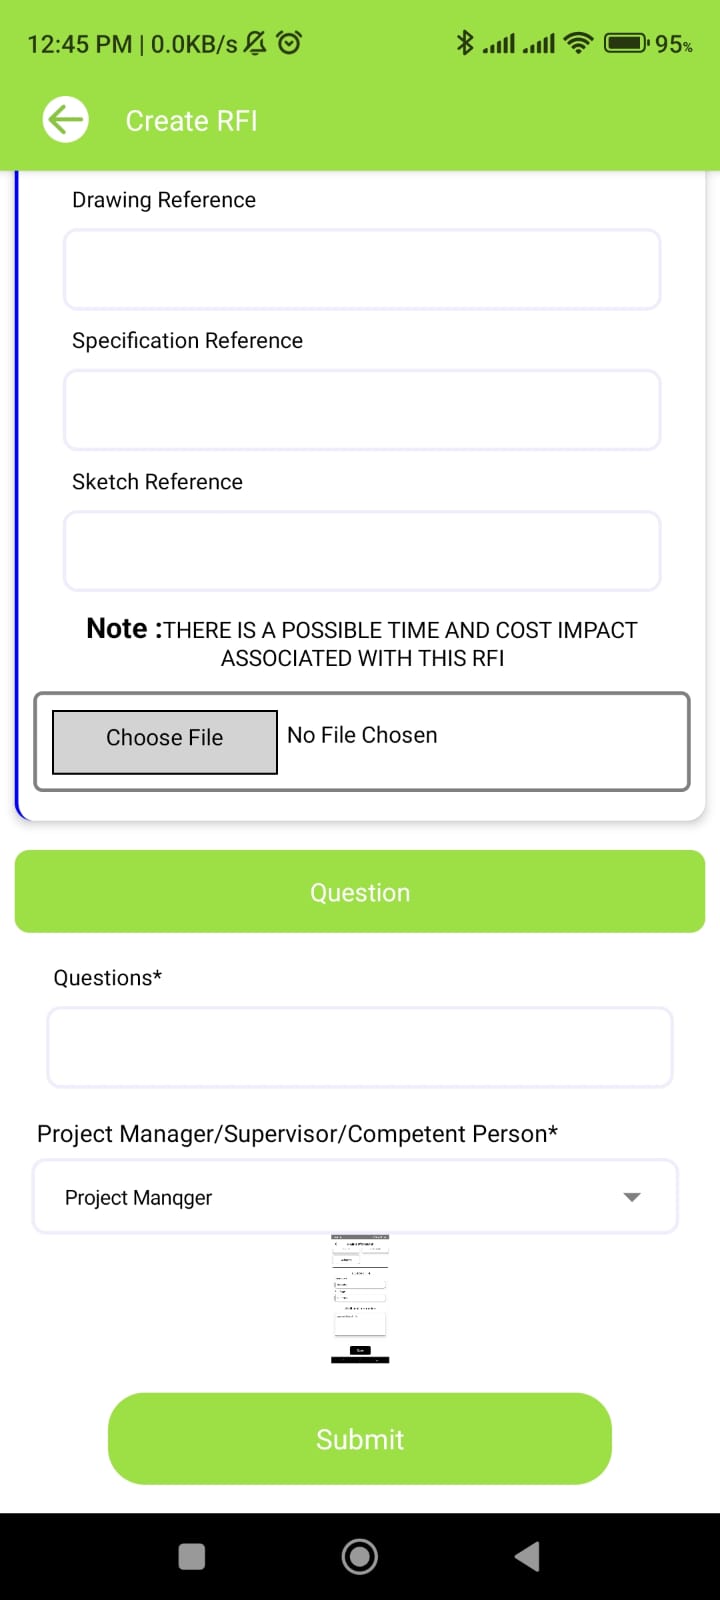 12:45 PM | 0.0KB/s 95%
Create RFI
Drawing Reference
Specification Reference
Sketch Reference
Note :THERE IS A POSSIBLE TIME AND COST IMPACT
ASSOCIATED WITH THIS RFI
Choose File No File Chosen
Question
Questions*
Project Manager/Supervisor/Competent Person*
Project Manqger
Submit